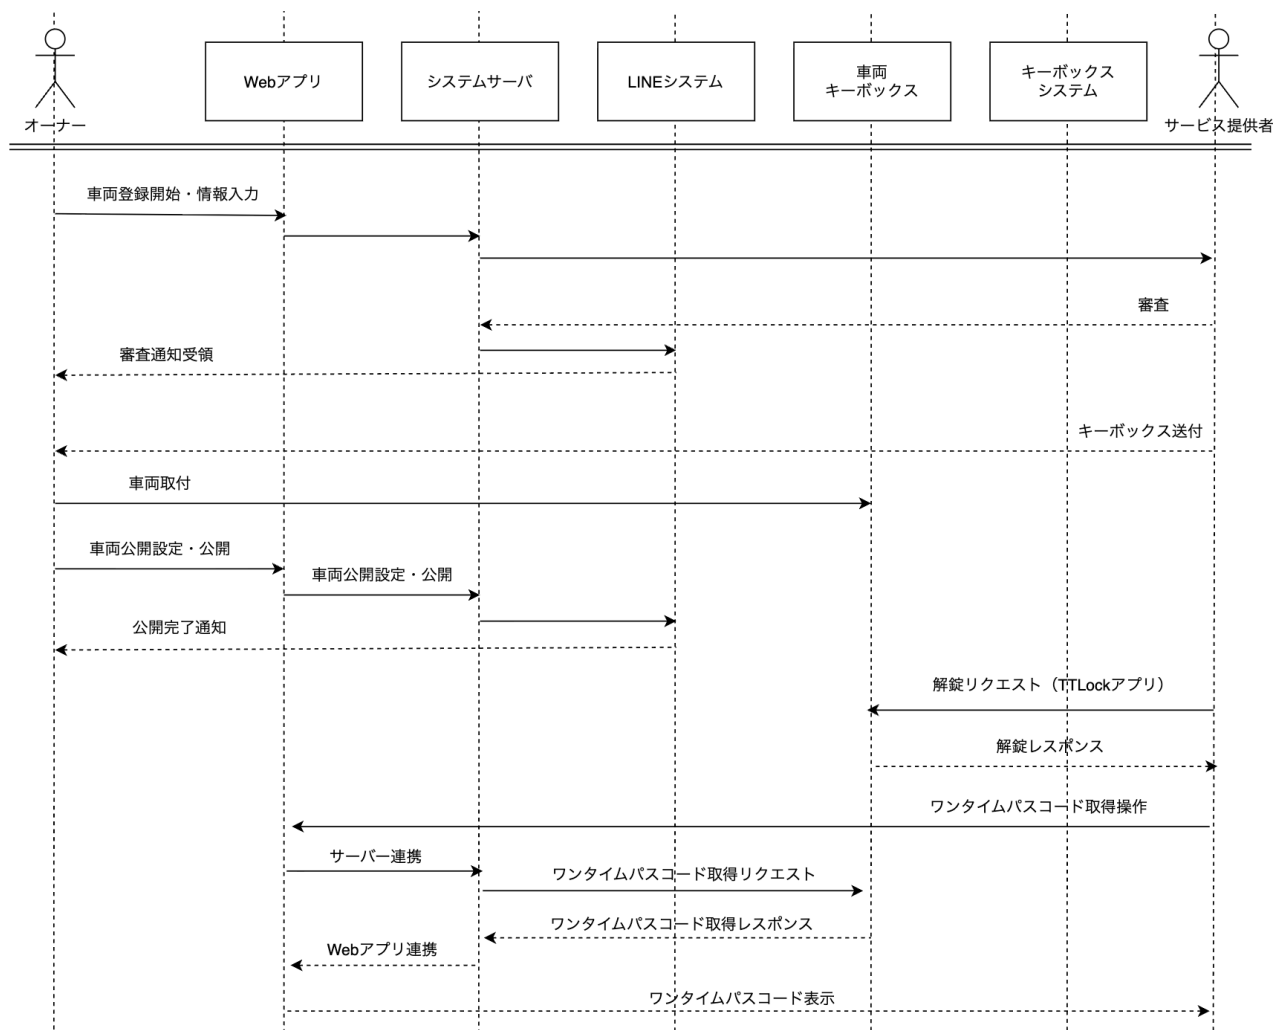 オーナー
Webアプリ
システムサーバ
LINEシステム
車両
キーボックス
キーボックス
システム
サービス提供者
車両登録開始・情報入力
審査
審査通知受領
キーボックス送付
車両取付
車両公開設定・公開
車両公開設定・公開
公開完了通知
解錠リクエスト（TTLockアプリ）
解錠レスポンス
ワンタイムパスコード取得操作
サーバー連携
ワンタイムパスコード取得リクエスト
ワンタイムパスコード取得レスポンス
Webアプリ連携
ワンタイムパスコード表示